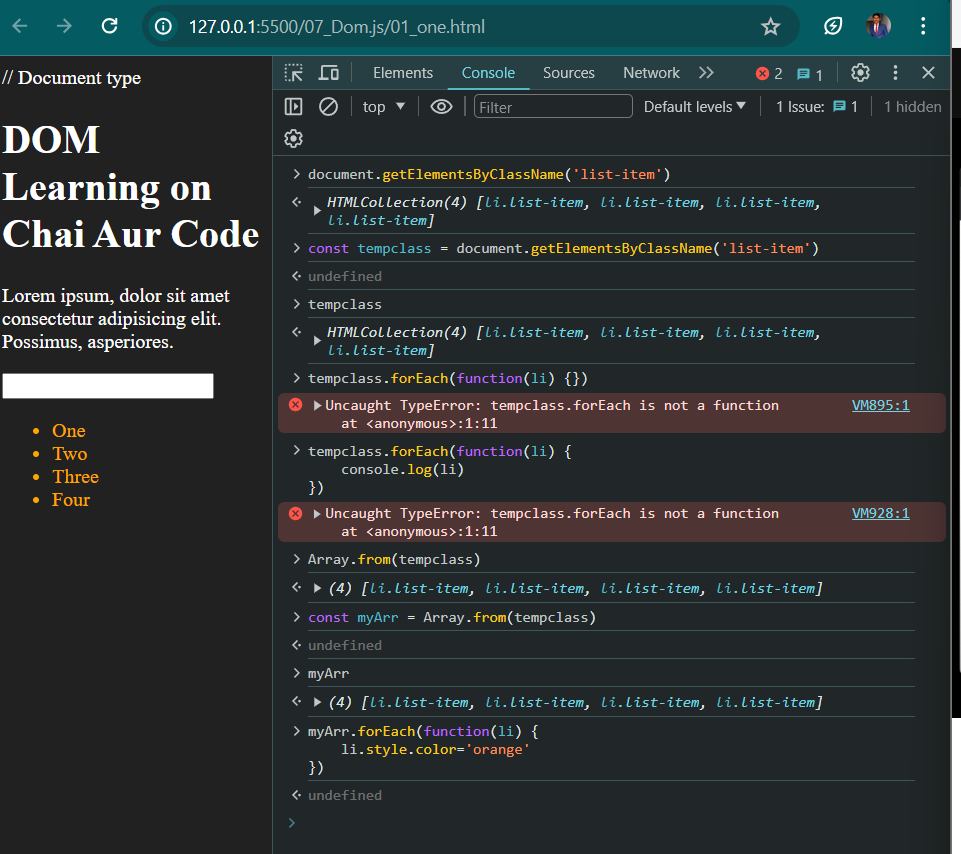 127.0.0.1:5500/07_Dom.js/01_one.html
// Document type
DOM
Learning on
Chai Aur Code
Lorem ipsum, dolor sit amet
consectetur adipisicing elit.
Possimus, asperiores.
One
Two
Three
Four
Elements Console Sources Network 2 1
top Filter Default levels 1 Issue: 1 1 hidden
document.getElementsByClassName('list-item')
HTMLCollection(4) [li.list-item, li.list-item, li.list-item,
li.list-item]
const tempclass = document.getElementsByClassName('list-item')
undefined
tempclass
HTMLCollection(4) [li.list-item, li.list-item, li.list-item,
li.list-item]
tempclass.forEach(function(li) {})
Uncaught TypeError: tempclass.forEach is not a function VM895:1
at <anonymous>:1:11
tempclass.forEach(function(li) {
console.log(li)
})
Uncaught TypeError: tempclass.forEach is not a function VM928:1
at <anonymous>:1:11
Array.from(tempclass)
(4) [li.list-item, li.list-item, li.list-item, li.list-item]
const myArr = Array.from(tempclass)
undefined
myArr
(4) [li.list-item, li.list-item, li.list-item, li.list-item]
myArr.forEach(function(li) {
li.style.color='orange'
})
undefined